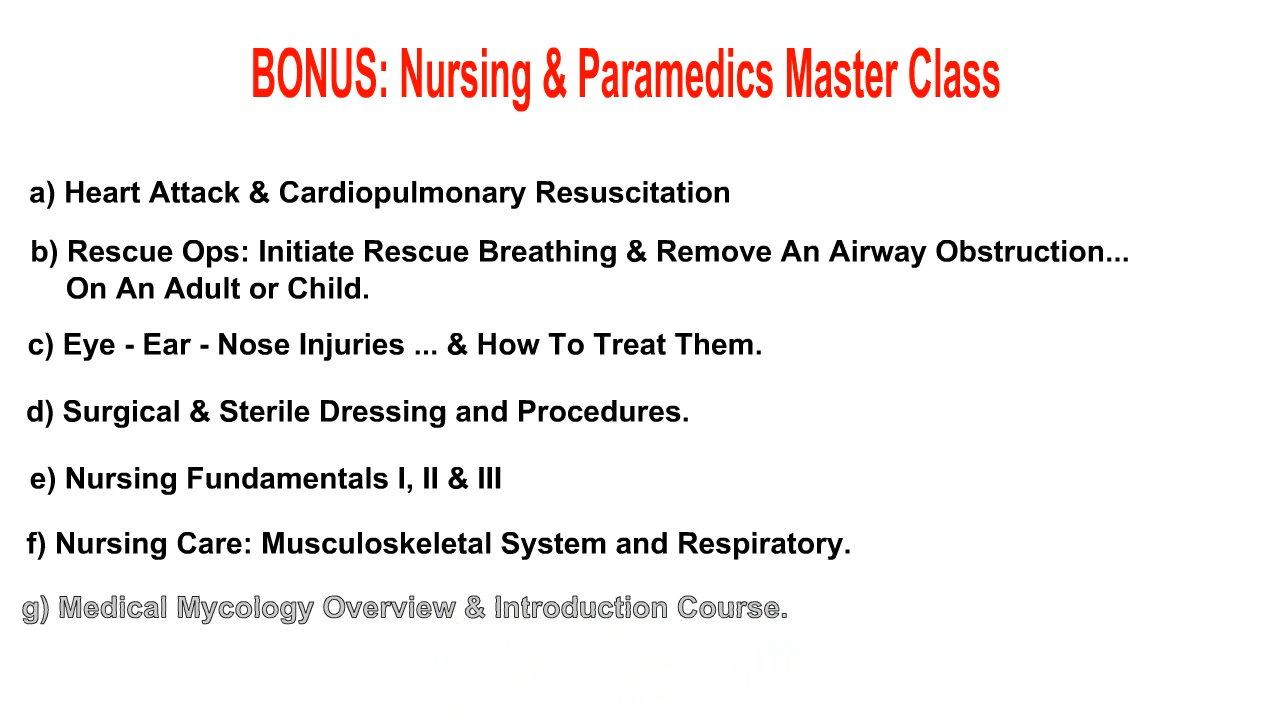 BONUS: Nursing & Paramedics Master Class
a) Heart Attack & Cardiopulmonary Resuscitation
b) Rescue Ops: Initiate Rescue Breathing & Remove An Airway Obstruction...
On An Adult or Child.
c) Eye - Ear - Nose Injuries ... & How To Treat Them.
d) Surgical & Sterile Dressing and Procedures.
e) Nursing Fundamentals I, II & III
f) Nursing Care: Musculoskeletal System and Respiratory.
g) Medical Mycology Overview & Introduction Course.